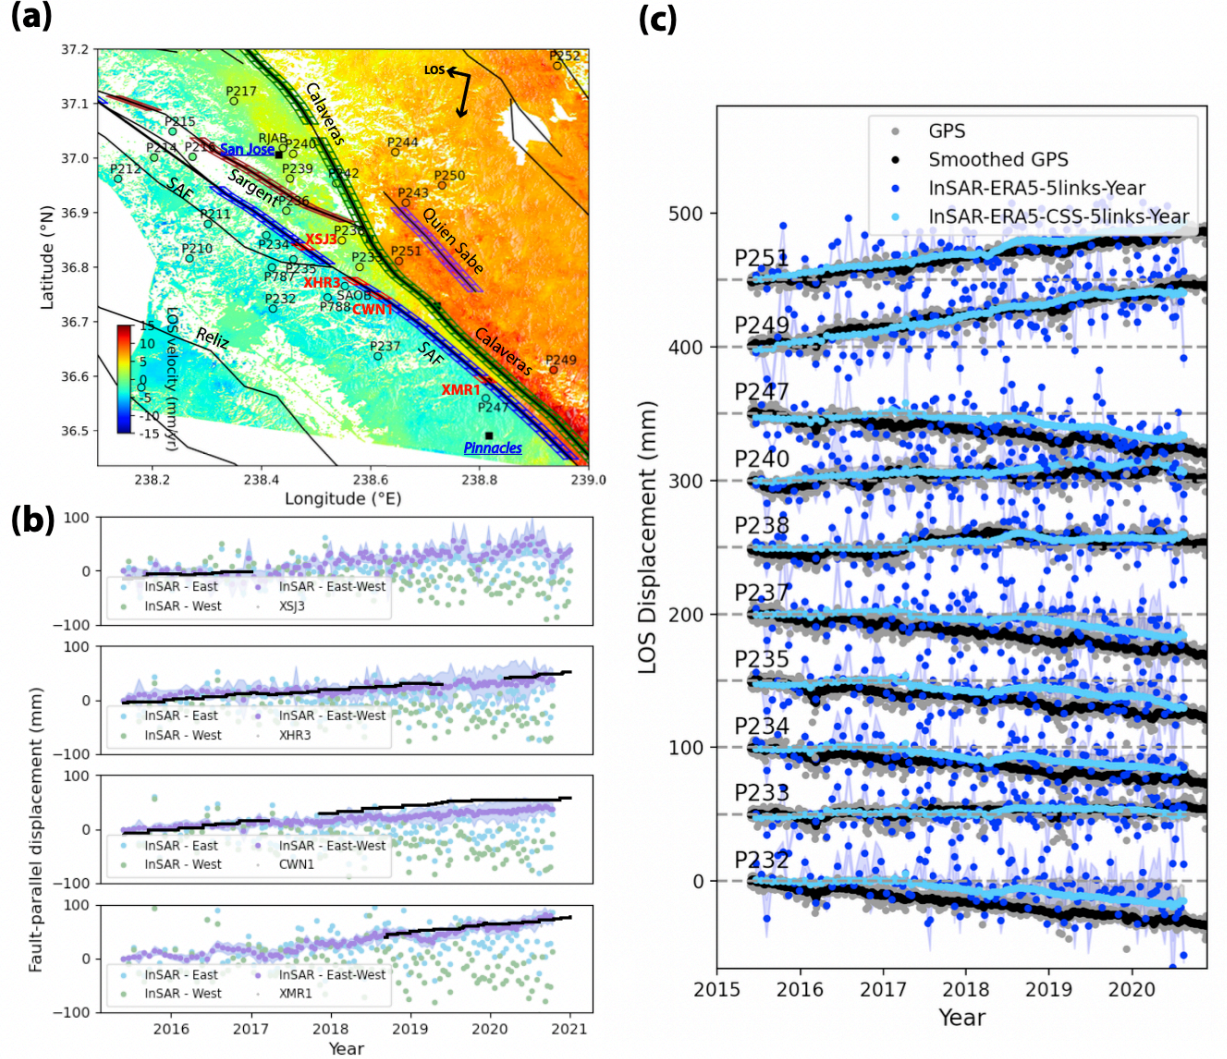 (a)
37.2
37.1
37.0
36.9
36.8
36.7
36.6
36.5
Latitude (°N)
238.2
238.4
238.6
238.8
239.0
Longitude (°E)
LOS
P252
P217
Calaveras
P215
P214
P216
RJAB
P240
San Jose
P244
P212
P239
P242
P250
SAF
Sargent
P243
P236
P211
Quien Sabe
XSJ3
P234
P210
P251
P235
P787
XHR3
SAOB
P232
P788
CWN1
Reliz
P237
SAF
Calaveras
P249
XMR1
P247
Pinnacles
15
10
5
0
-5
-10
-15
LOS velocity (mm/yr)
(b)
100
0
−100
InSAR - East
InSAR - West
InSAR - East-West
XSJ3
100
0
−100
InSAR - East
InSAR - West
InSAR - East-West
XHR3
100
0
−100
InSAR - East
InSAR - West
InSAR - East-West
CWN1
100
0
−100
InSAR - East
InSAR - West
InSAR - East-West
XMR1
Fault-parallel displacement (mm)
2016
2017
2018
2019
2020
2021
Year
(c)
GPS
Smoothed GPS
InSAR-ERA5-5links-Year
InSAR-ERA5-CSS-5links-Year
500
400
300
200
100
0
LOS Displacement (mm)
P251
P249
P247
P240
P238
P237
P235
P234
P233
P232
2015
2016
2017
2018
2019
2020
Year